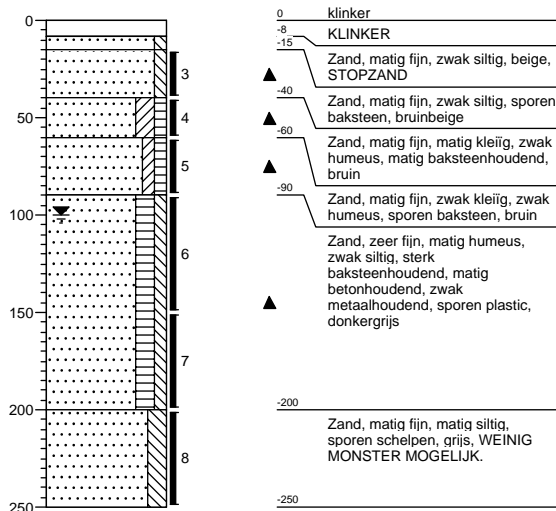 0
50
100
150
200
250
3
4
5
6
7
8
0
klinker
-8
KLINKER
-15
Zand, matig fijn, zwak siltig, beige,
STOPZAND
-40
Zand, matig fijn, zwak siltig, sporen
baksteen, bruinbeige
-60
Zand, matig fijn, matig kleiïg, zwak
humeus, matig baksteenhoudend,
bruin
-90
Zand, matig fijn, zwak kleiïg, zwak
humeus, sporen baksteen, bruin
Zand, zeer fijn, matig humeus,
zwak siltig, sterk
baksteenhoudend, matig
betonhoudend, zwak
metaalhoudend, sporen plastic,
donkergrijs
-200
Zand, matig fijn, matig siltig,
sporen schelpen, grijs, WEINIG
MONSTER MOGELIJK.
-250